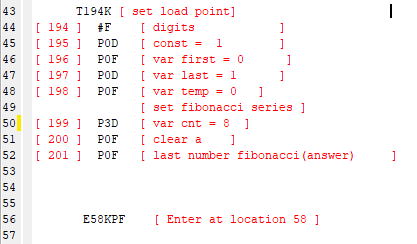 43 T194K [ set load point]
44 [ 194 ] #F [ digits ]
45 [ 195 ] P0D [ const = 1 ]
46 [ 196 ] P0F [ var first = 0 ]
47 [ 197 ] P0D [ var last = 1 ]
48 [ 198 ] P0F [ var temp = 0 ]
49 [ set fibonacci series ]
50 [ 199 ] P3D [ var cnt = 8 ]
51 [ 200 ] P0F [ clear a ]
52 [ 201 ] P0F [ last number fibonacci(answer) ]
53
54
55
56 E58KPF [ Enter at location 58 ]
57